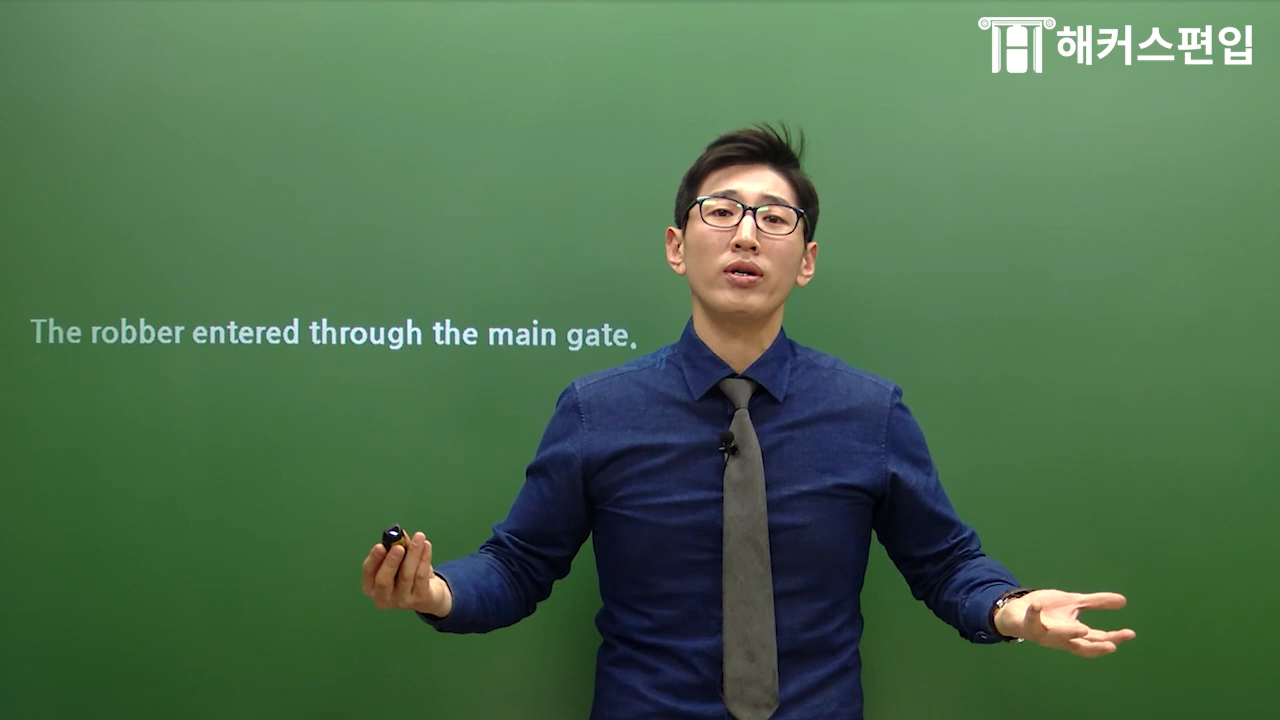 해커스편입
The robber entered through the main gate.